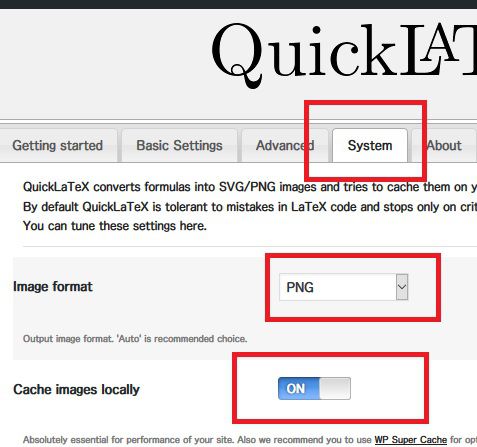 QuickLAT
Getting started Basic Settings Advanced System About
QuickLaTeX converts formulas into SVG/PNG images and tries to cache them on y
By default QuickLaTeX is tolerant to mistakes in LaTeX code and stops only on crit
You can tune these settings here.
Image format PNG
Output image format. 'Auto' is recommended choice.
Cache images locally ON
Absolutely essential for performance of your site. Also we recommend you to use WP Super Cache for opt